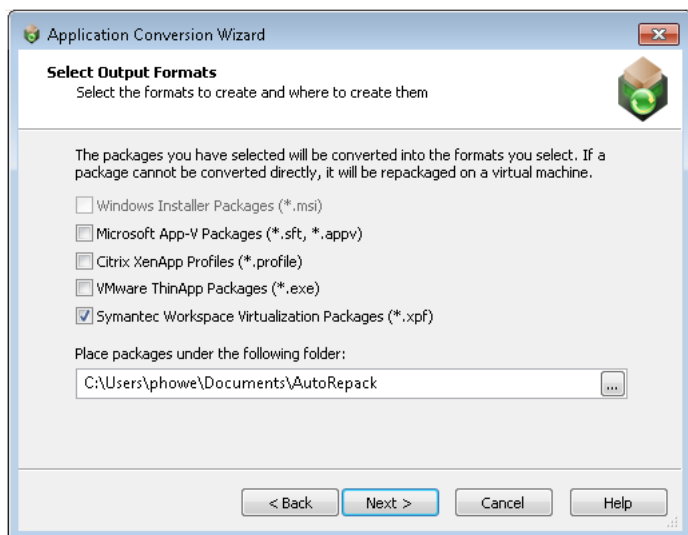 Application Conversion Wizard
Select Output Formats
Select the formats to create and where to create them
The packages you have selected will be converted into the formats you select. If a
package cannot be converted directly, it will be repackaged on a virtual machine.
Windows Installer Packages (*.msi)
Microsoft App-V Packages (*.sft, *.appv)
Citrix XenApp Profiles (*.profile)
VMware ThinApp Packages (*.exe)
Symantec Workspace Virtualization Packages (*.xpf)
Place packages under the following folder:
C:\Users\phowe\Documents\AutoRepack
...
< Back Next > Cancel Help